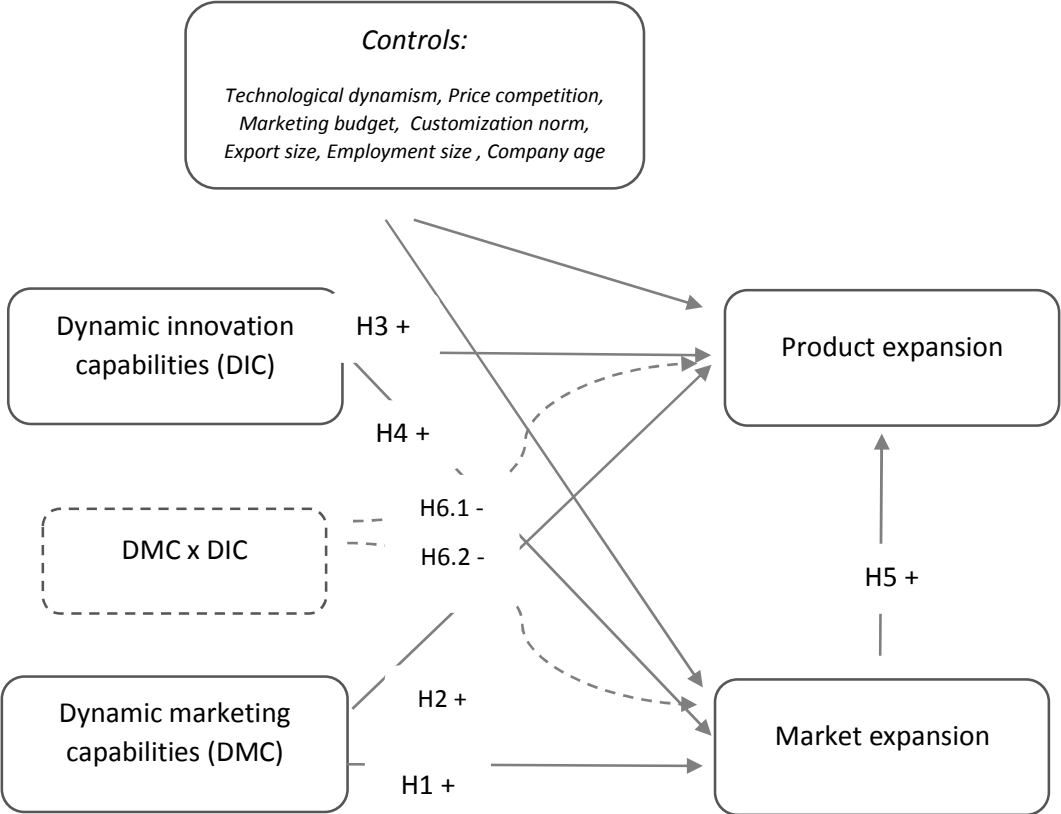 Controls:
Technological dynamism, Price competition,
Marketing budget, Customization norm,
Export size, Employment size , Company age
Dynamic innovation
capabilities (DIC)
H3 +
Product expansion
H4 +
H6.1 -
DMC x DIC
H6.2 -
H5 +
Dynamic marketing
capabilities (DMC)
H2 +
Market expansion
H1 +